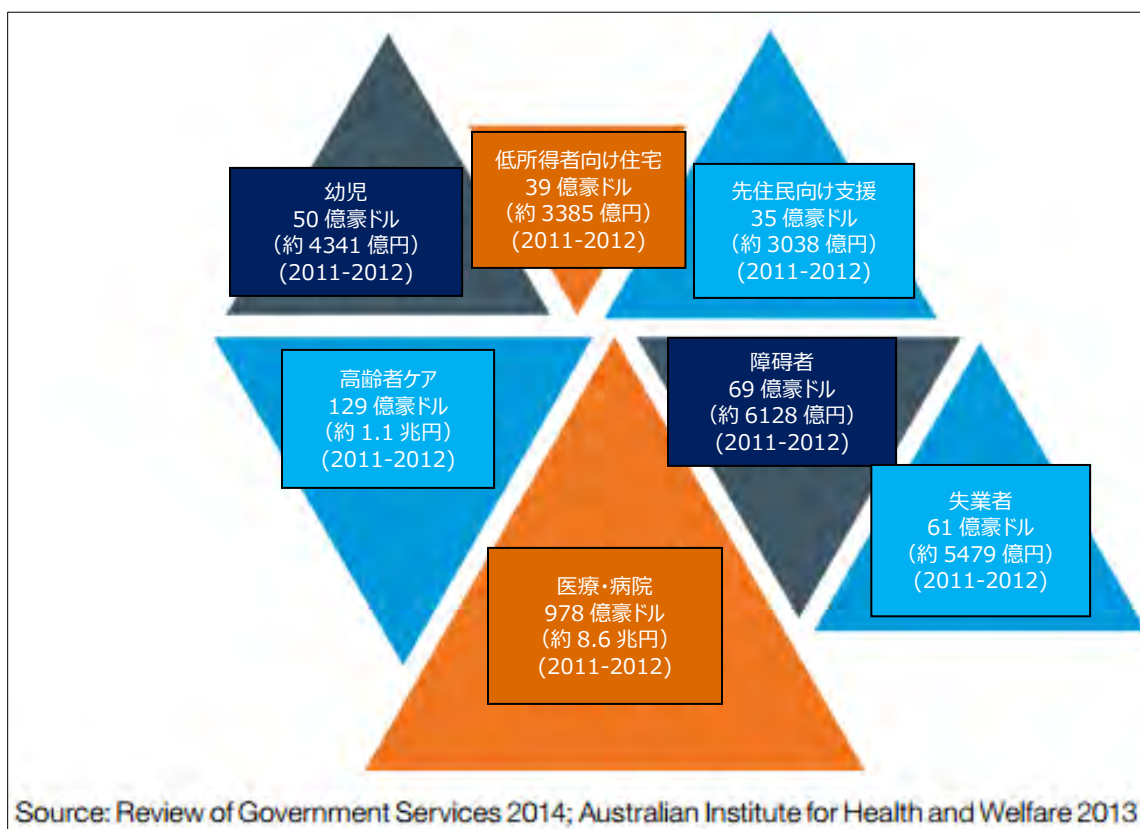 幼児
50 億豪ドル
（約 4341 億円）
(2011-2012)
低所得者向け住宅
39 億豪ドル
（約 3385 億円）
(2011-2012)
先住民向け支援
35 億豪ドル
（約 3038 億円）
(2011-2012)
高齢者ケア
129 億豪ドル
（約 1.1 兆円）
(2011-2012)
障碍者
69 億豪ドル
（約 6128 億円）
(2011-2012)
失業者
61 億豪ドル
（約 5479 億円）
(2011-2012)
医療・病院
978 億豪ドル
（約 8.6 兆円）
(2011-2012)
Source: Review of Government Services 2014; Australian Institute for Health and Welfare 2013